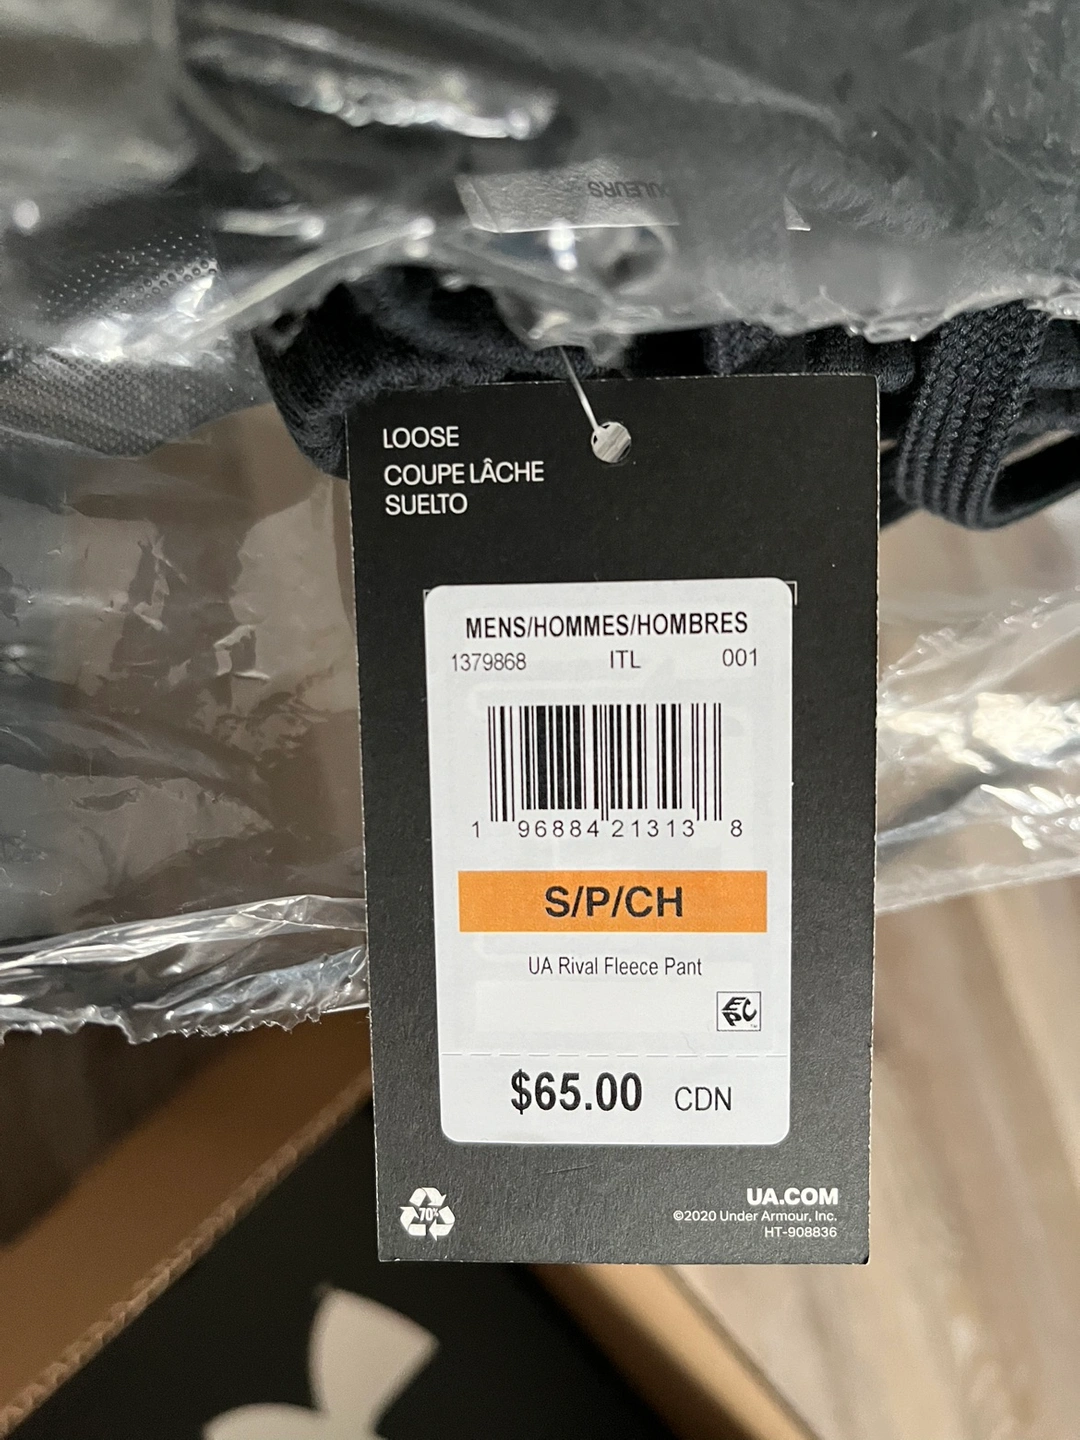 LOOSE
COUPE LÂCHE
SUELTO
MENS/HOMMES/HOMBRES
1379868 ITL 001
1 96884 21313 8
S/P/CH
UA Rival Fleece Pant
EPC
$65.00 CDN
70%
UA.COM
©2020 Under Armour, Inc.
HT-908836